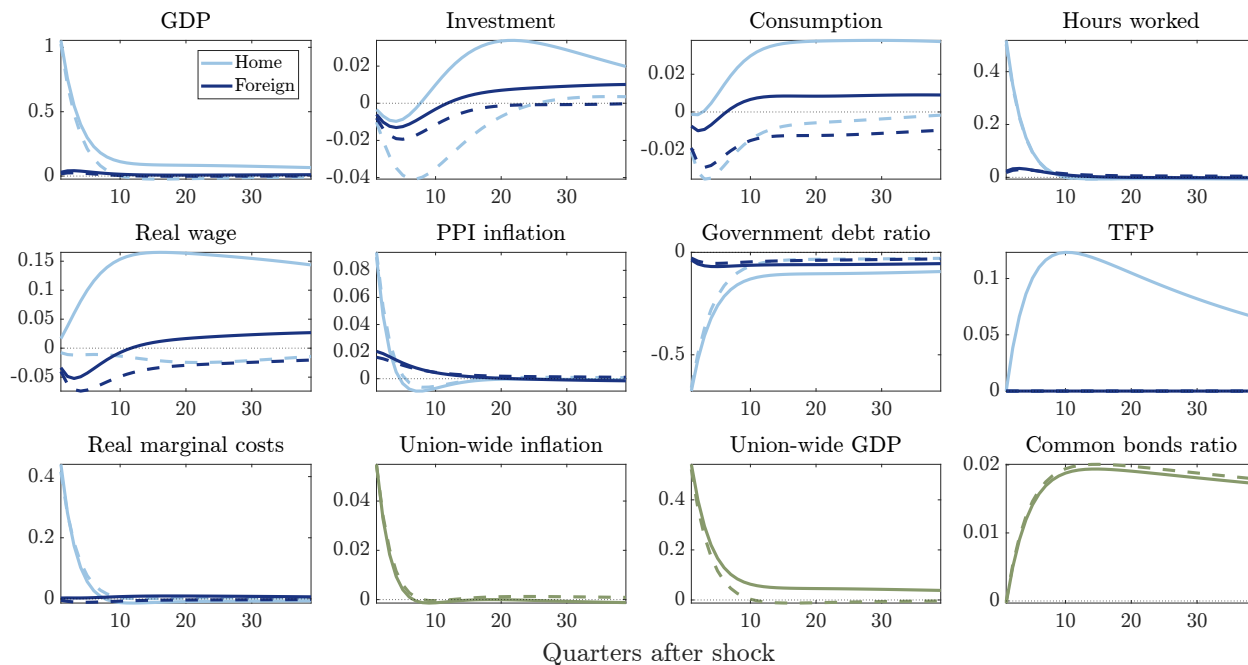 GDP Investment Consumption Hours worked
1
0.5
0
Home
Foreign
10 20 30
0.02
0
-0.02
-0.04
10 20 30
0.02
0
-0.02
10 20 30
0.4
0.2
0
10 20 30
Real wage PPI inflation Government debt ratio TFP
0.15
0.1
0.05
0
-0.05
10 20 30
0.08
0.06
0.04
0.02
0
10 20 30
0
-0.5
10 20 30
0.1
0.05
0
10 20 30
Real marginal costs Union-wide inflation Union-wide GDP Common bonds ratio
0.4
0.2
0
10 20 30
0.04
0.02
0
10 20 30
0.4
0.2
0
10 20 30
0.02
0.01
0
10 20 30
Quarters after shock